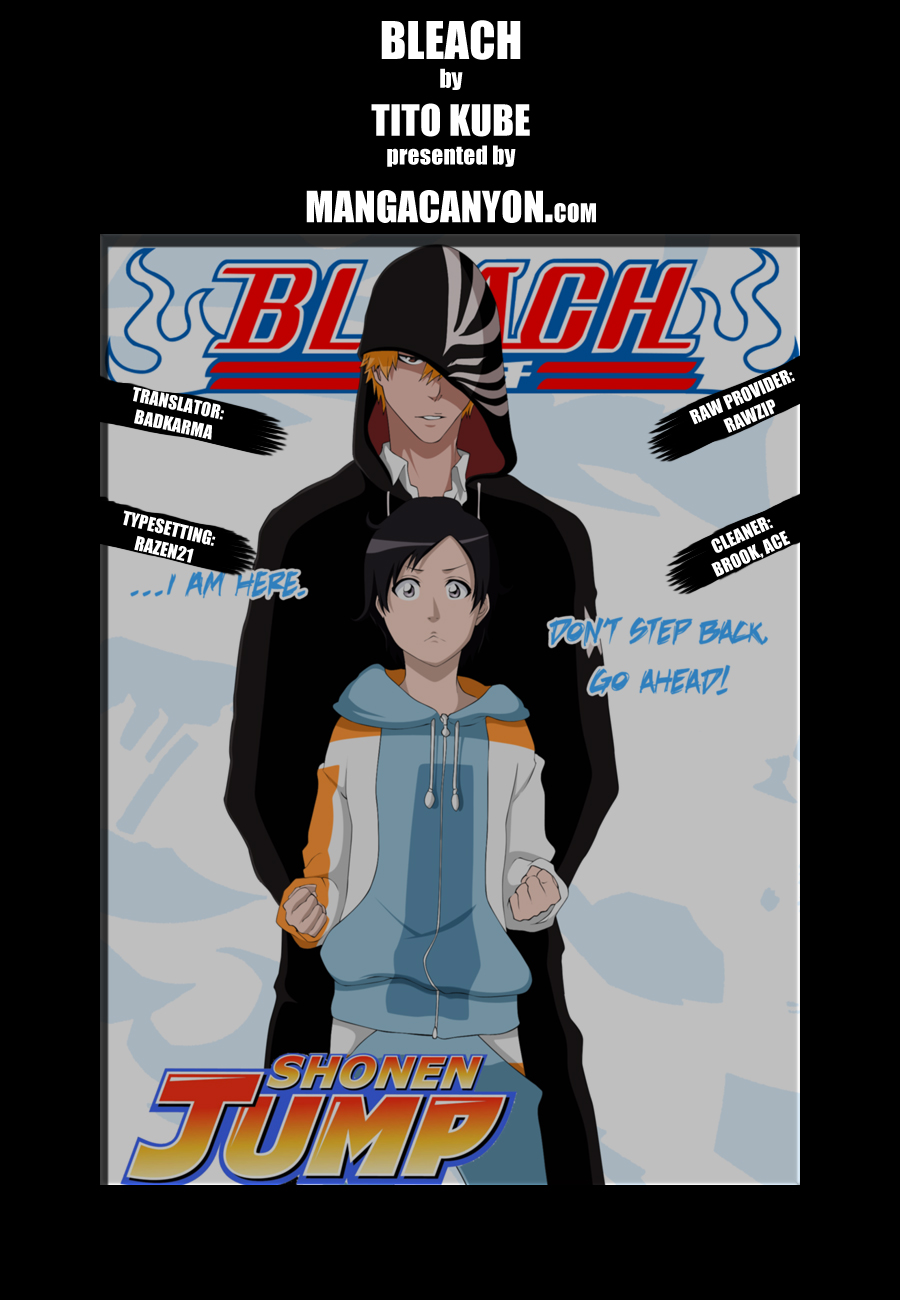 BLEACH
by
TITO KUBE
presented by
MANGACANYON.COM
BLEACH
TRANSLATOR:
BADKARMA
RAW PROVIDER:
RAWZIP
TYPESETTING:
RAZEN21
CLEANER:
BROOK, ACE
...I AM HERE.
DON'T STEP BACK,
GO AHEAD!
SHONEN
JUMP